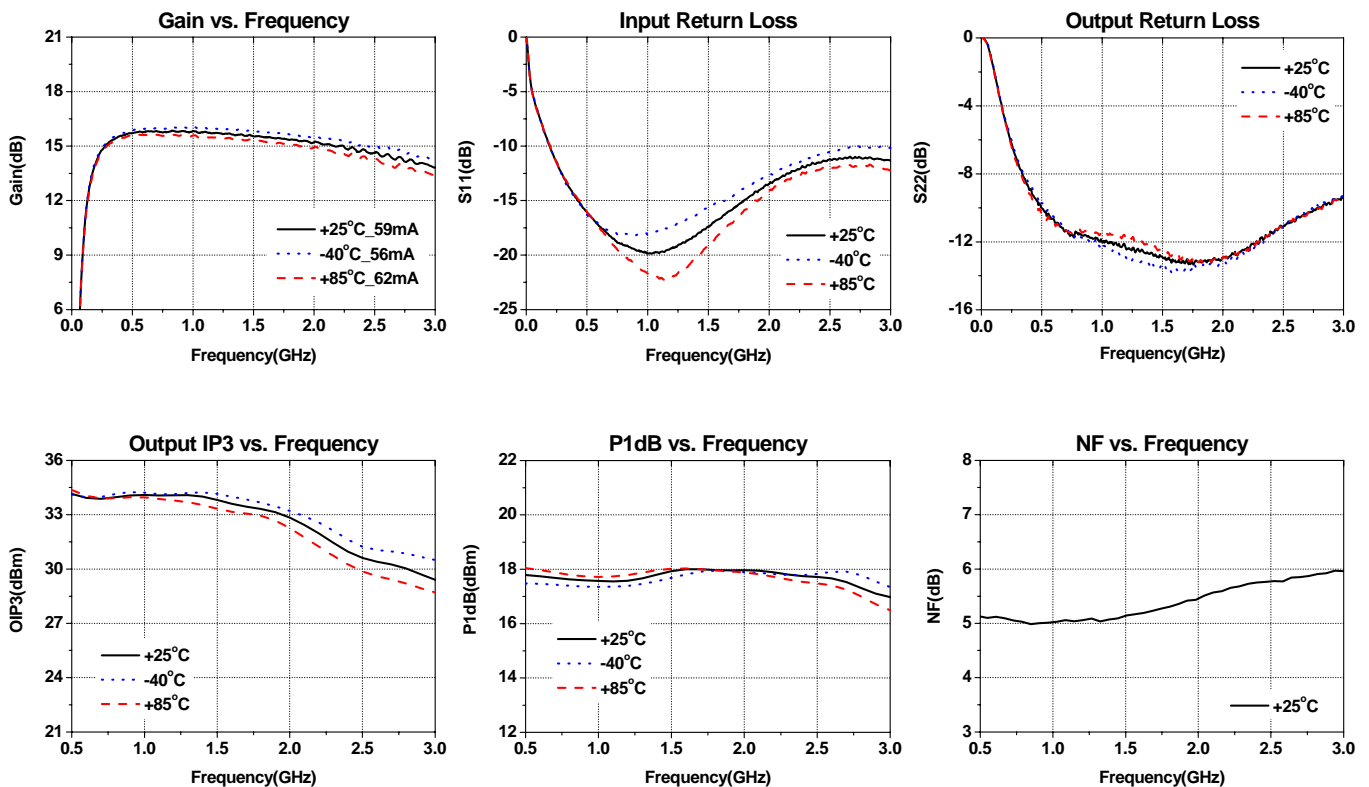 Gain vs. Frequency
21
18
15
12
9
6
Gain(dB)
+25°C_59mA
-40°C_56mA
+85°C_62mA
0.0 0.5 1.0 1.5 2.0 2.5 3.0
Frequency(GHz)
Input Return Loss
0
-5
-10
-15
-20
-25
S11(dB)
+25°C
-40°C
+85°C
0.0 0.5 1.0 1.5 2.0 2.5 3.0
Frequency(GHz)
Output Return Loss
0
-4
-8
-12
-16
S22(dB)
+25°C
-40°C
+85°C
0.0 0.5 1.0 1.5 2.0 2.5 3.0
Frequency(GHz)
Output IP3 vs. Frequency
36
33
30
27
24
21
OIP3(dBm)
+25°C
-40°C
+85°C
0.5 1.0 1.5 2.0 2.5 3.0
Frequency(GHz)
P1dB vs. Frequency
22
20
18
16
14
12
P1dB(dBm)
+25°C
-40°C
+85°C
0.5 1.0 1.5 2.0 2.5 3.0
Frequency(GHz)
NF vs. Frequency
8
7
6
5
4
3
NF(dB)
+25°C
0.5 1.0 1.5 2.0 2.5 3.0
Frequency(GHz)